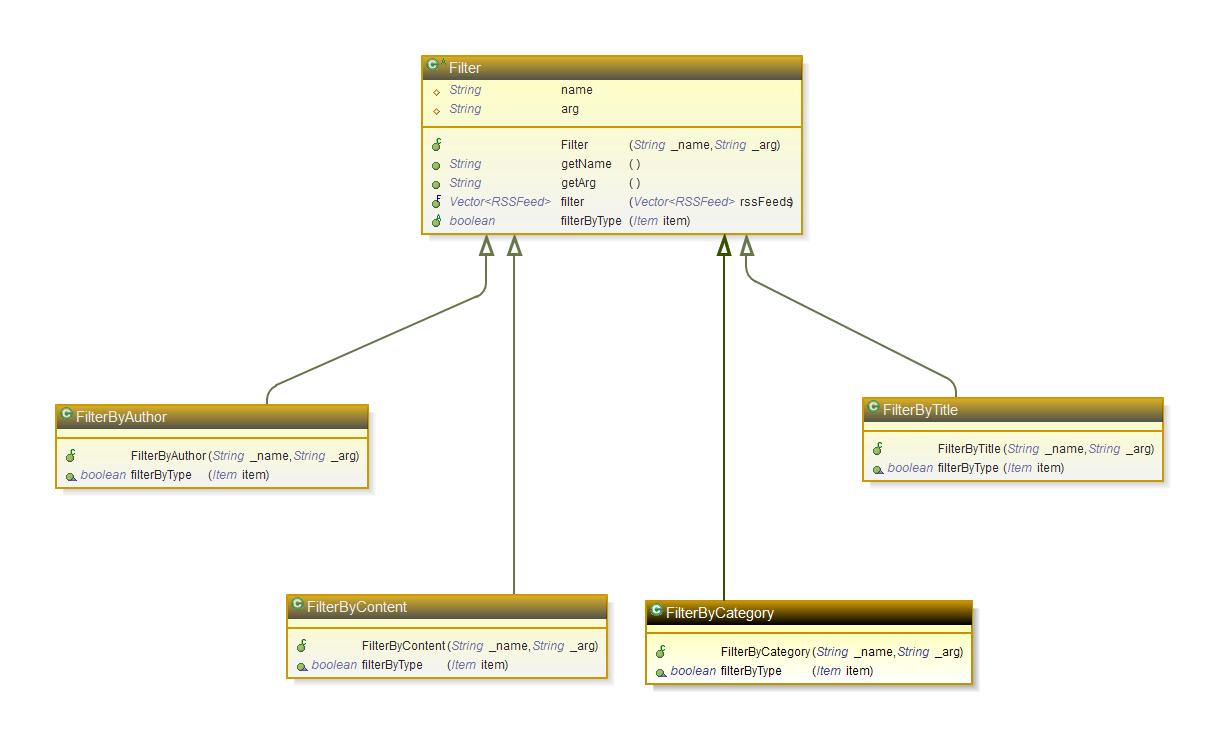 Filter
String name
String arg
Filter (String _name,String _arg)
String getName ( )
String getArg ( )
Vector<RSSFeed> filter (Vector<RSSFeed> rssFeeds)
boolean filterByType (Item item)
FilterByAuthor
FilterByAuthor (String _name,String _arg)
boolean filterByType (Item item)
FilterByTitle
FilterByTitle (String _name,String _arg)
boolean filterByType (Item item)
FilterByContent
FilterByContent (String _name,String _arg)
boolean filterByType (Item item)
FilterByCategory
FilterByCategory (String _name,String _arg)
boolean filterByType (Item item)